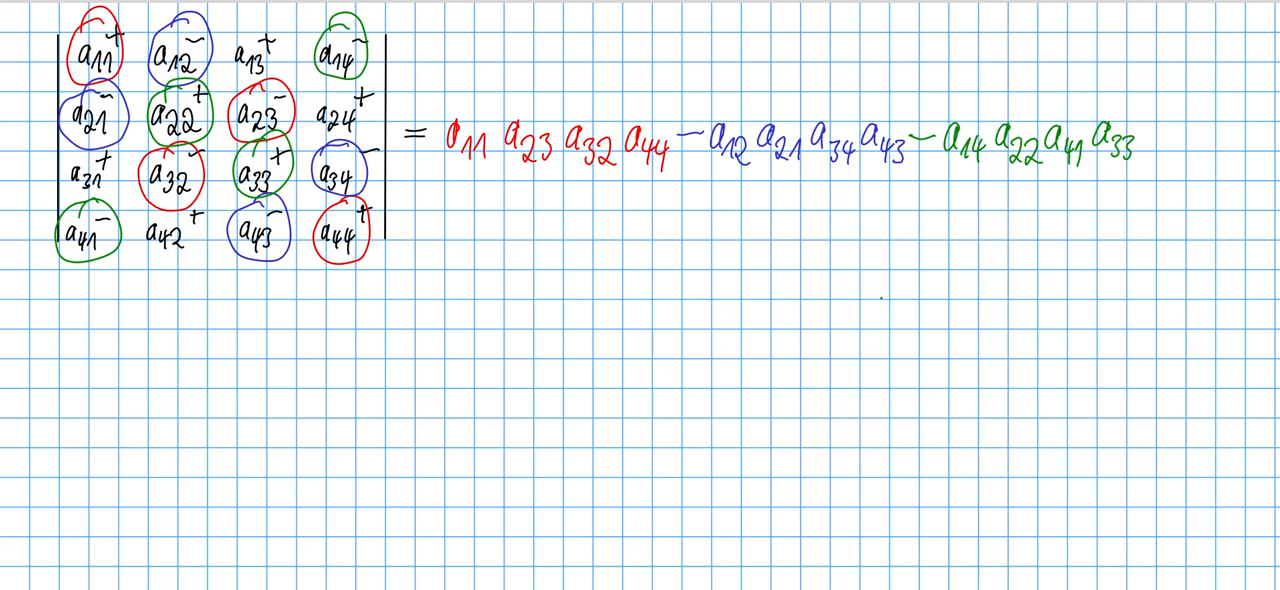 a11+ a12- a13+ a14-
a21- a22+ a23- a24+
= a11 a23 a32 a44 - a12 a21 a34 a43 - a14 a22 a41 a33
a31+ a32- a33+ a34-
a41- a42+ a43- a44+